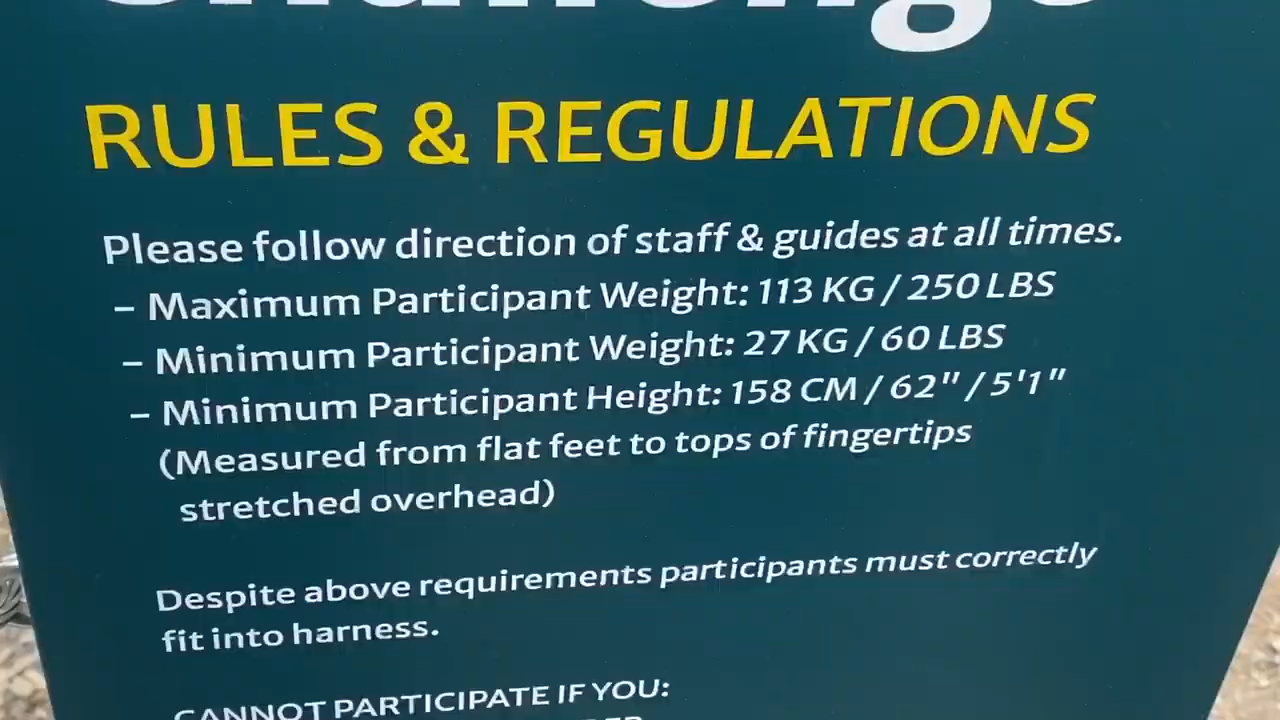 RULES & REGULATIONS
Please follow direction of staff & guides at all times.
– Maximum Participant Weight: 113 KG / 250 LBS
– Minimum Participant Weight: 27 KG / 60 LBS
– Minimum Participant Height: 158 CM / 62" / 5'1"
(Measured from flat feet to tops of fingertips
stretched overhead)
Despite above requirements participants must correctly
fit into harness.
CANNOT PARTICIPATE IF YOU: